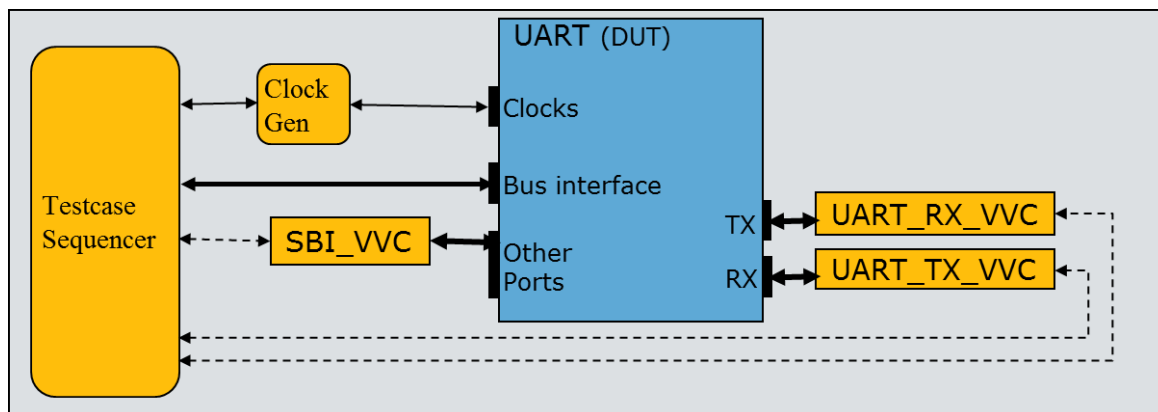 UART (DUT)
Clock
Gen
Clocks
Bus interface
Testcase
Sequencer
SBI_VVC
Other
Ports
TX
UART_RX_VVC
RX
UART_TX_VVC